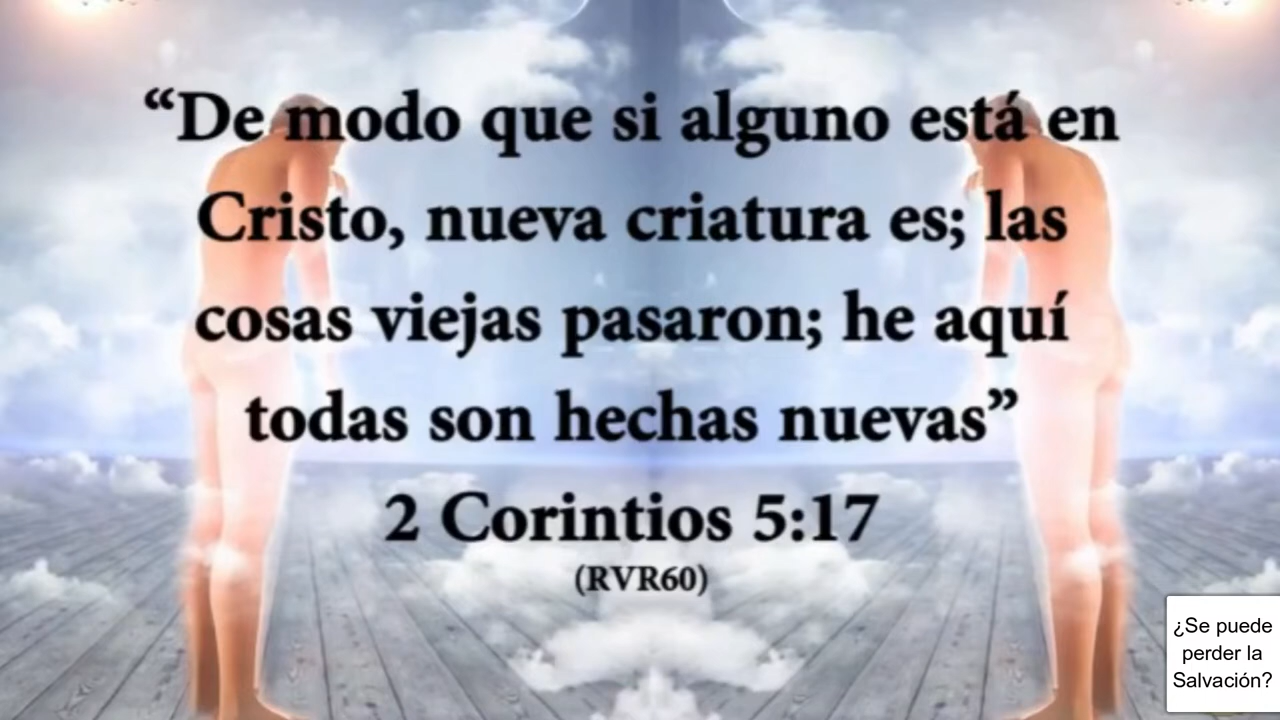 “De modo que si alguno está en
Cristo, nueva criatura es; las
cosas viejas pasaron; he aquí
todas son hechas nuevas”
2 Corintios 5:17
(RVR60)
¿Se puede
perder la
Salvación?